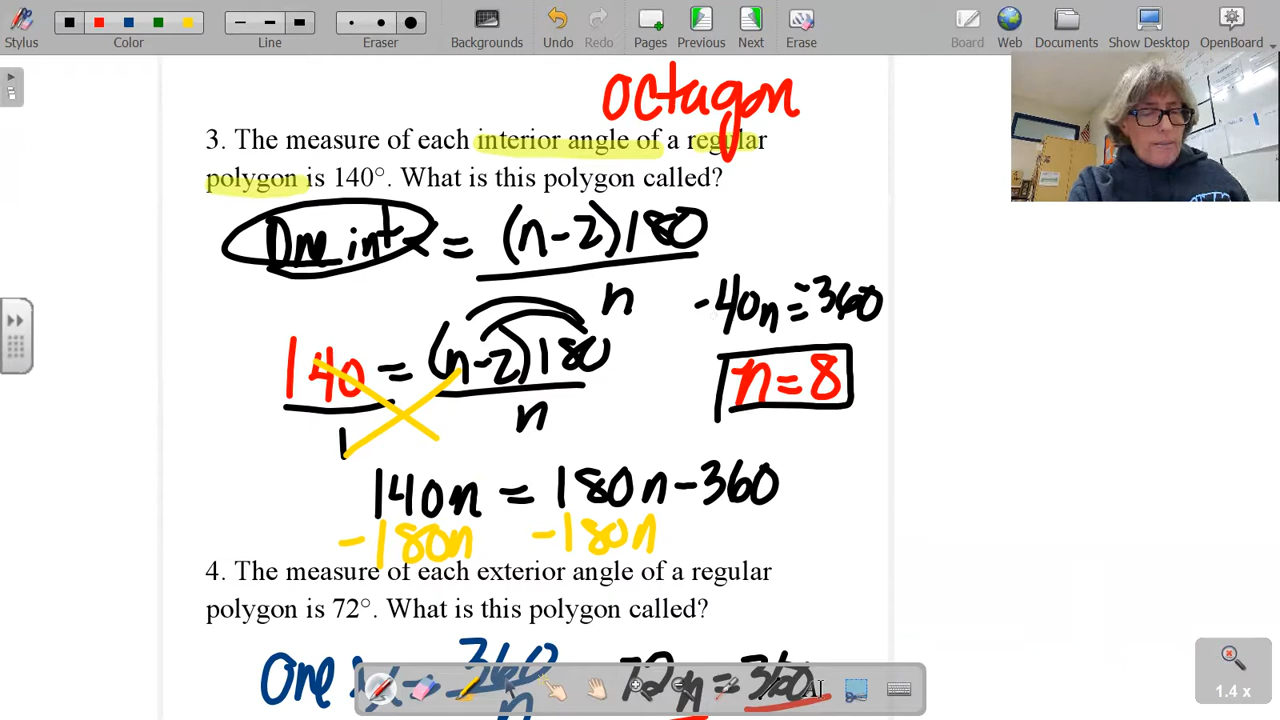 Stylus
Color
Line
Eraser
Backgrounds
Undo
Redo
Pages
Previous
Next
Erase
Board
Web
Documents
Show Desktop
OpenBoard
octagon
3. The measure of each interior angle of a regular
polygon is 140°. What is this polygon called?
One int ∠ = (n-2)180
n
-40n = -360
140 = (n-2)180
1 n
n = 8
140n = 180n - 360
-180n -180n
4. The measure of each exterior angle of a regular
polygon is 72°. What is this polygon called?
One = 360
n
72n = 360
1.4 x